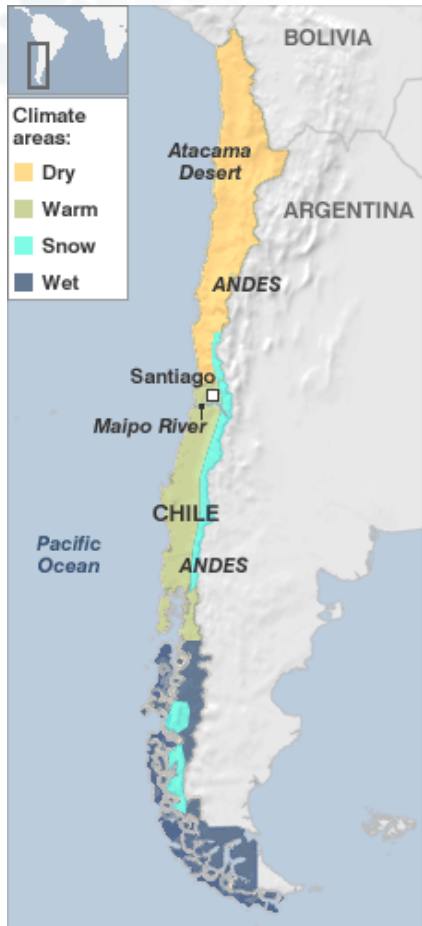 BOLIVIA
Climate
areas:
Dry
Warm
Snow
Wet
Atacama
Desert
ARGENTINA
ANDES
Santiago
Maipo River
CHILE
Pacific
Ocean
ANDES